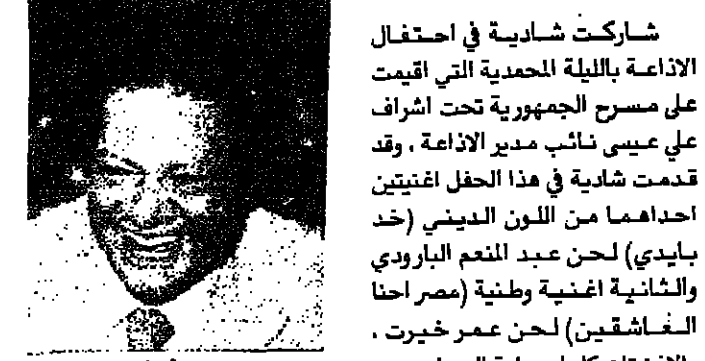 شاركت شادية في احتفال
الاذاعة بالليلة المحمدية التي اقيمت
على مسرح الجمهورية تحت اشراف
علي عيسى نائب مدير الاذاعة . وقد
قدمت شادية في هذا الحفل اغنيتين
احداهما من اللون الديني (خد
بايدي) لحن عبد المنعم البارودي
والثانية اغنية وطنية (مصر احنا
الغاشقين) لحن عمر خيرت .